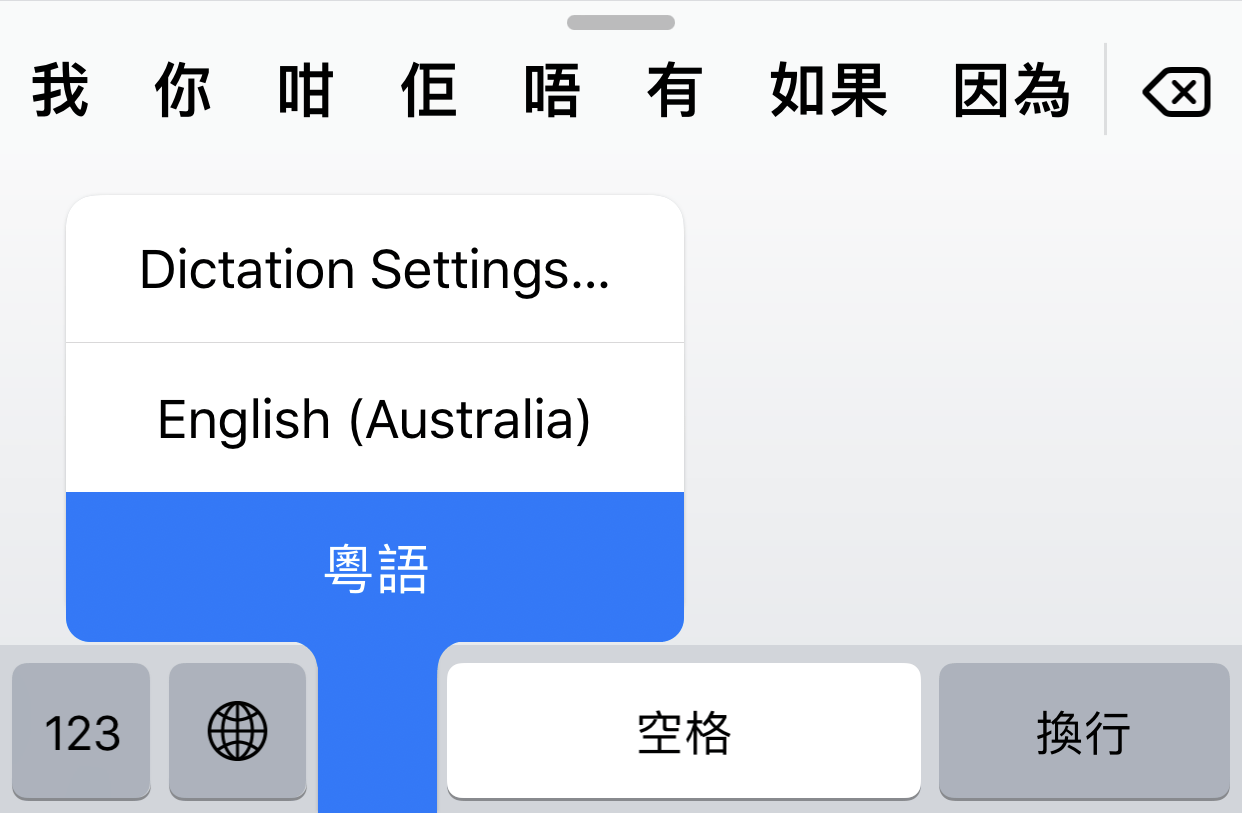 我 你 咁 佢 唔 有 如果 因為
Dictation Settings...
English (Australia)
粵語
123 空格 換行